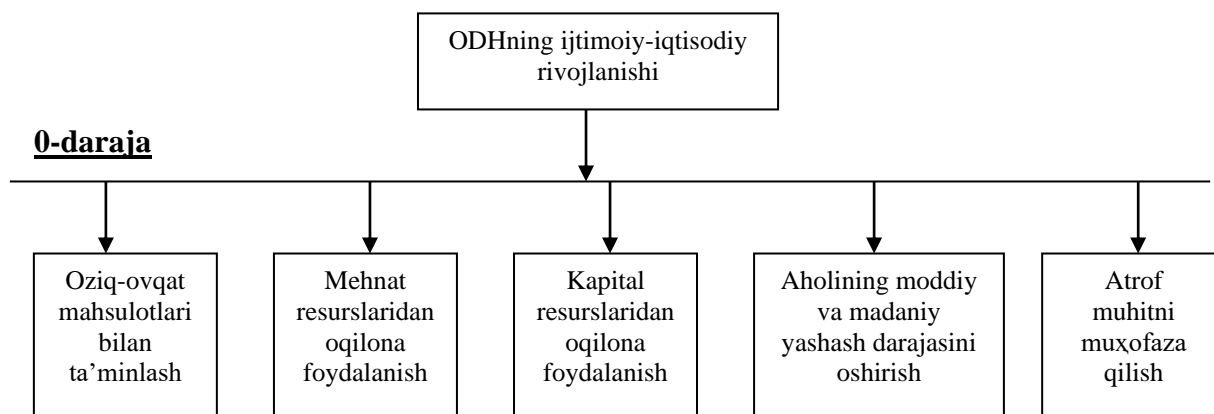 ODHning ijtimoiy-iqtisodiy
rivojlanishi
0-daraja
Oziq-ovqat
mahsulotlari
bilan
ta’minlash
Mehnat
resurslaridan
oqilona
foydalanish
Kapital
resurslaridan
oqilona
foydalanish
Aholining moddiy
va madaniy
yashash darajasini
oshirish
Atrof
muhitni
muҳofaza
qilish